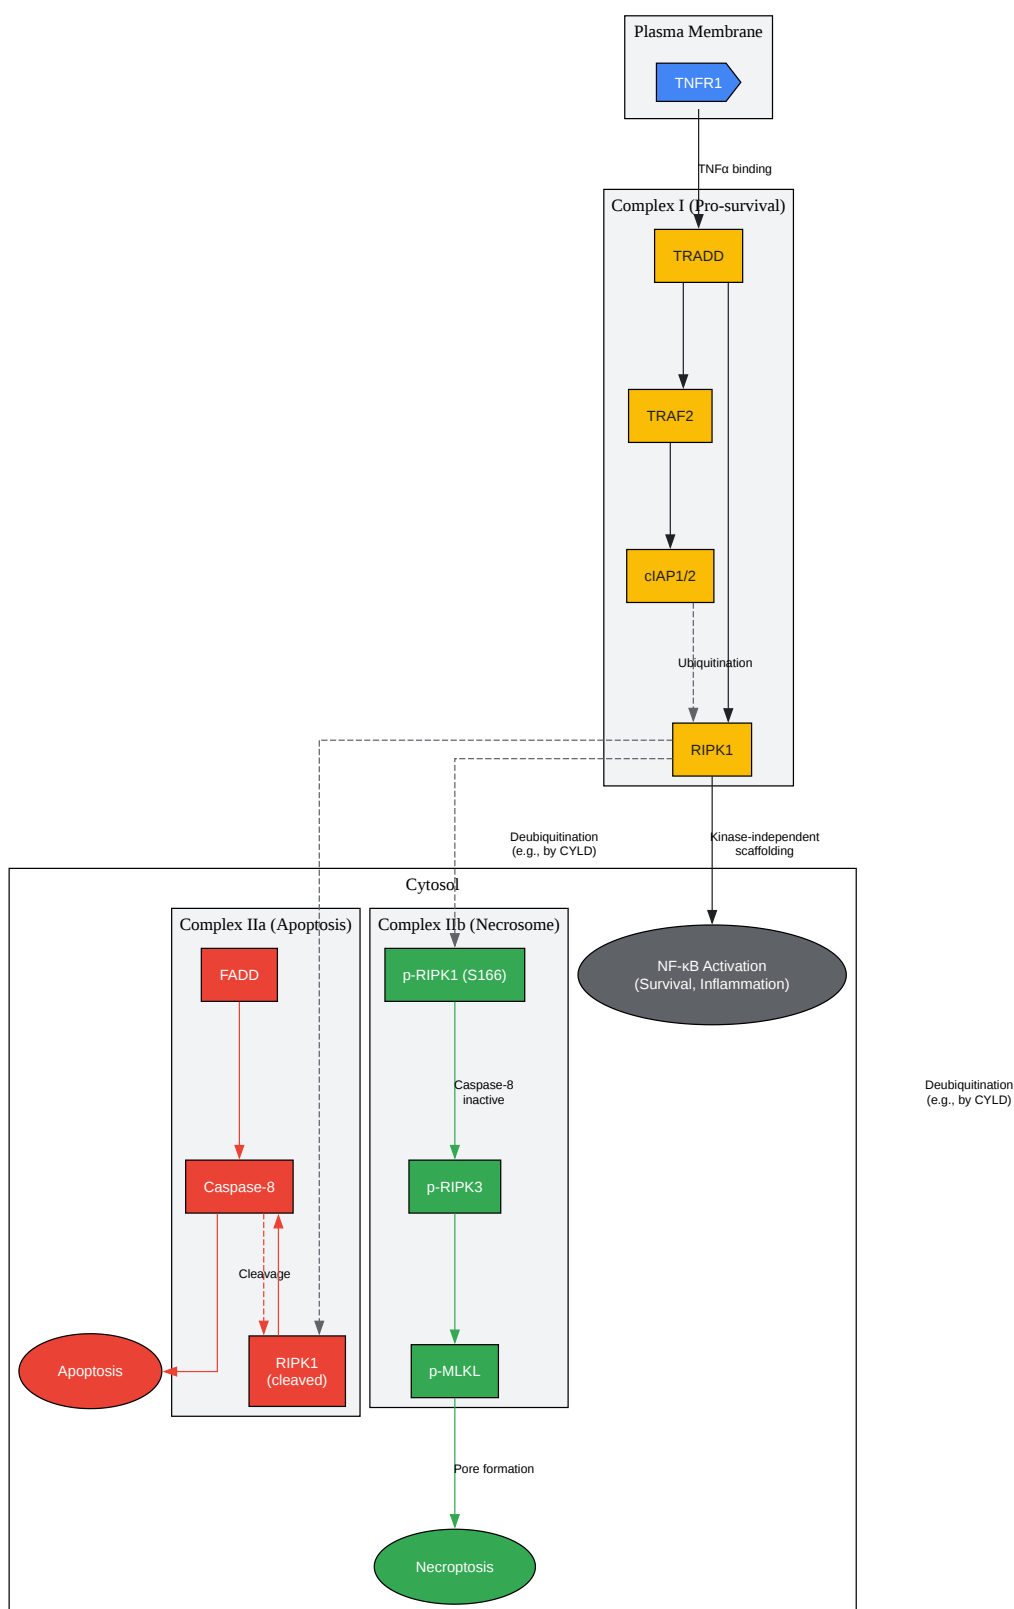 Plasma Membrane
TNFR1
TNFα binding
Complex I (Pro-survival)
TRADD
TRAF2
cIAP1/2
Ubiquitination
RIPK1
Deubiquitination
(e.g., by CYLD)
Kinase-independent
scaffolding
Cytosol
Complex IIa (Apoptosis)
Complex IIb (Necrosome)
FADD
p-RIPK1 (S166)
NF-κB Activation
(Survival, Inflammation)
Caspase-8
inactive
Deubiquitination
(e.g., by CYLD)
Caspase-8
p-RIPK3
Cleavage
Apoptosis
RIPK1
(cleaved)
p-MLKL
Pore formation
Necroptosis